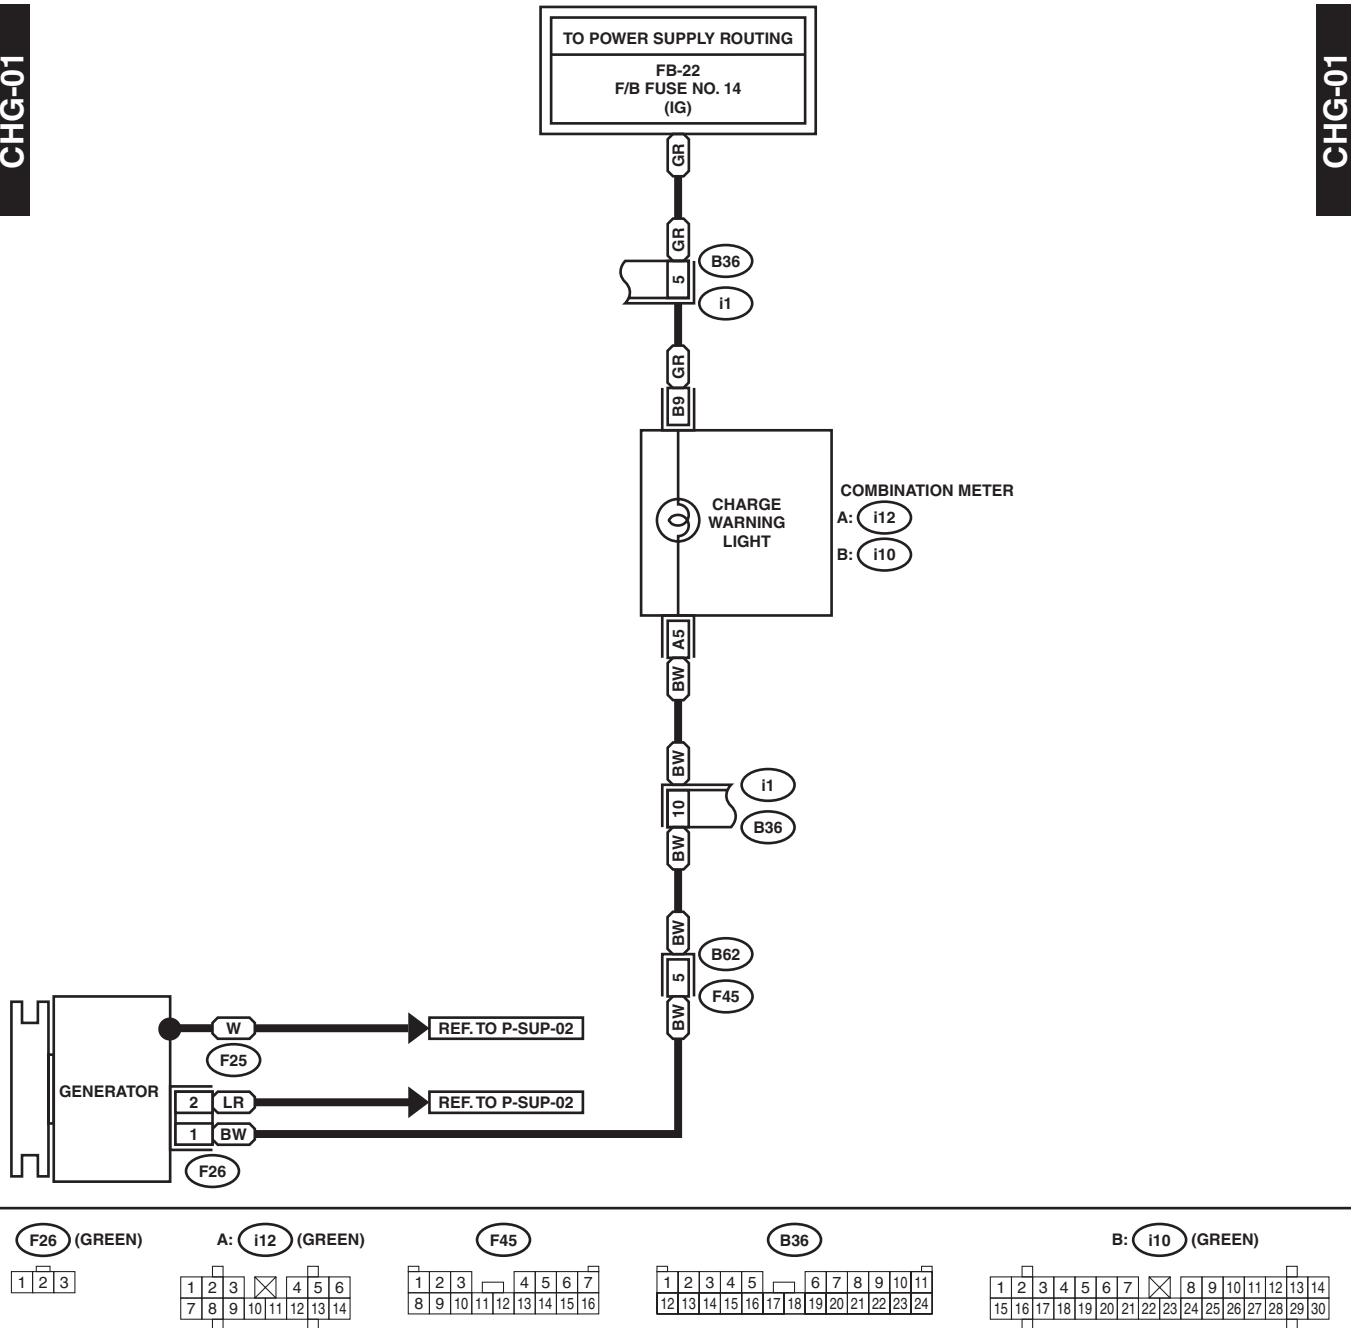 CHG-01
CHG-01
TO POWER SUPPLY ROUTING
FB-22
F/B FUSE NO. 14
(IG)
GR
GR
5
B36
i1
GR
B9
CHARGE
WARNING
LIGHT
COMBINATION METER
A: i12
B: i10
A5
BW
BW
10
i1
B36
BW
BW
5
B62
F45
BW
GENERATOR
W
REF. TO P-SUP-02
F25
2 LR
REF. TO P-SUP-02
1 BW
F26
F26 (GREEN)
1 2 3
A: i12 (GREEN)
1 2 3 4 5 6
7 8 9 10 11 12 13 14
F45
1 2 3 4 5 6 7
8 9 10 11 12 13 14 15 16
B36
1 2 3 4 5 6 7 8 9 10 11
12 13 14 15 16 17 18 19 20 21 22 23 24
B: i10 (GREEN)
1 2 3 4 5 6 7 8 9 10 11 12 13 14
15 16 17 18 19 20 21 22 23 24 25 26 27 28 29 30